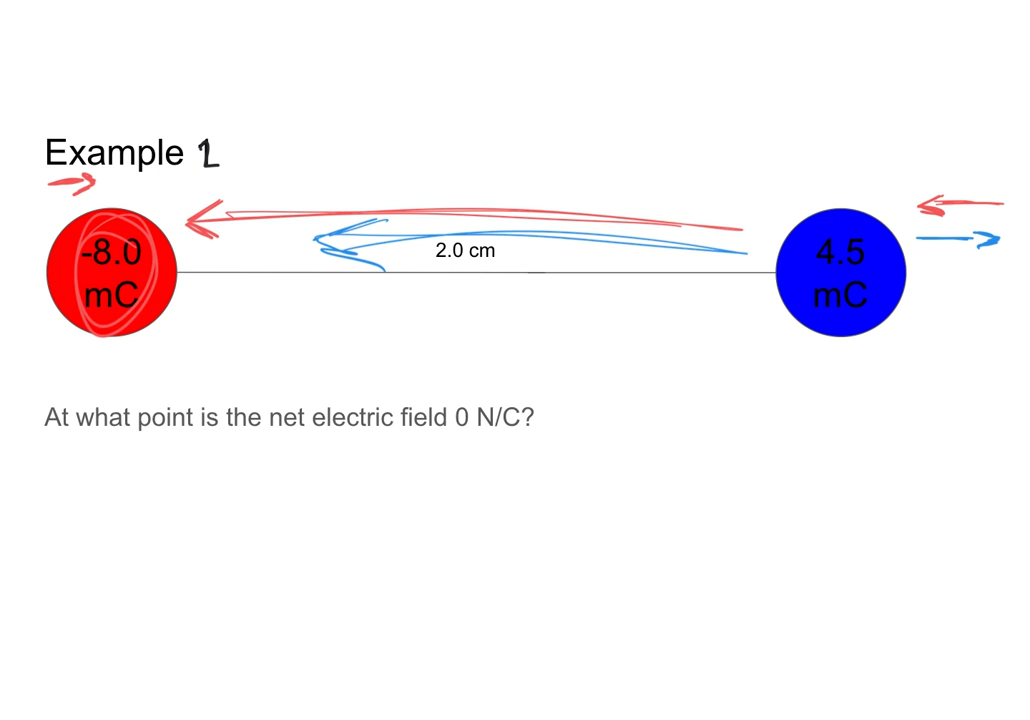 Example 1
-8.0
mC
2.0 cm
4.5
mC
At what point is the net electric field 0 N/C?